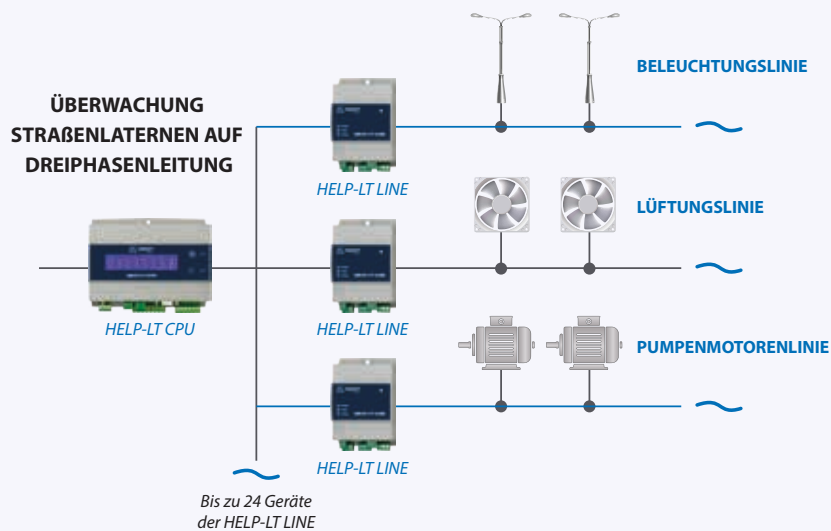 ÜBERWACHUNG
STRAßENLATERNEN AUF
DREIPHASENLEITUNG
BELEUCHTUNGSLINIE
HELP-LT LINE
LÜFTUNGSLINIE
HELP-LT CPU
HELP-LT LINE
PUMPENMOTORENLINIE
HELP-LT LINE
Bis zu 24 Geräte
der HELP-LT LINE